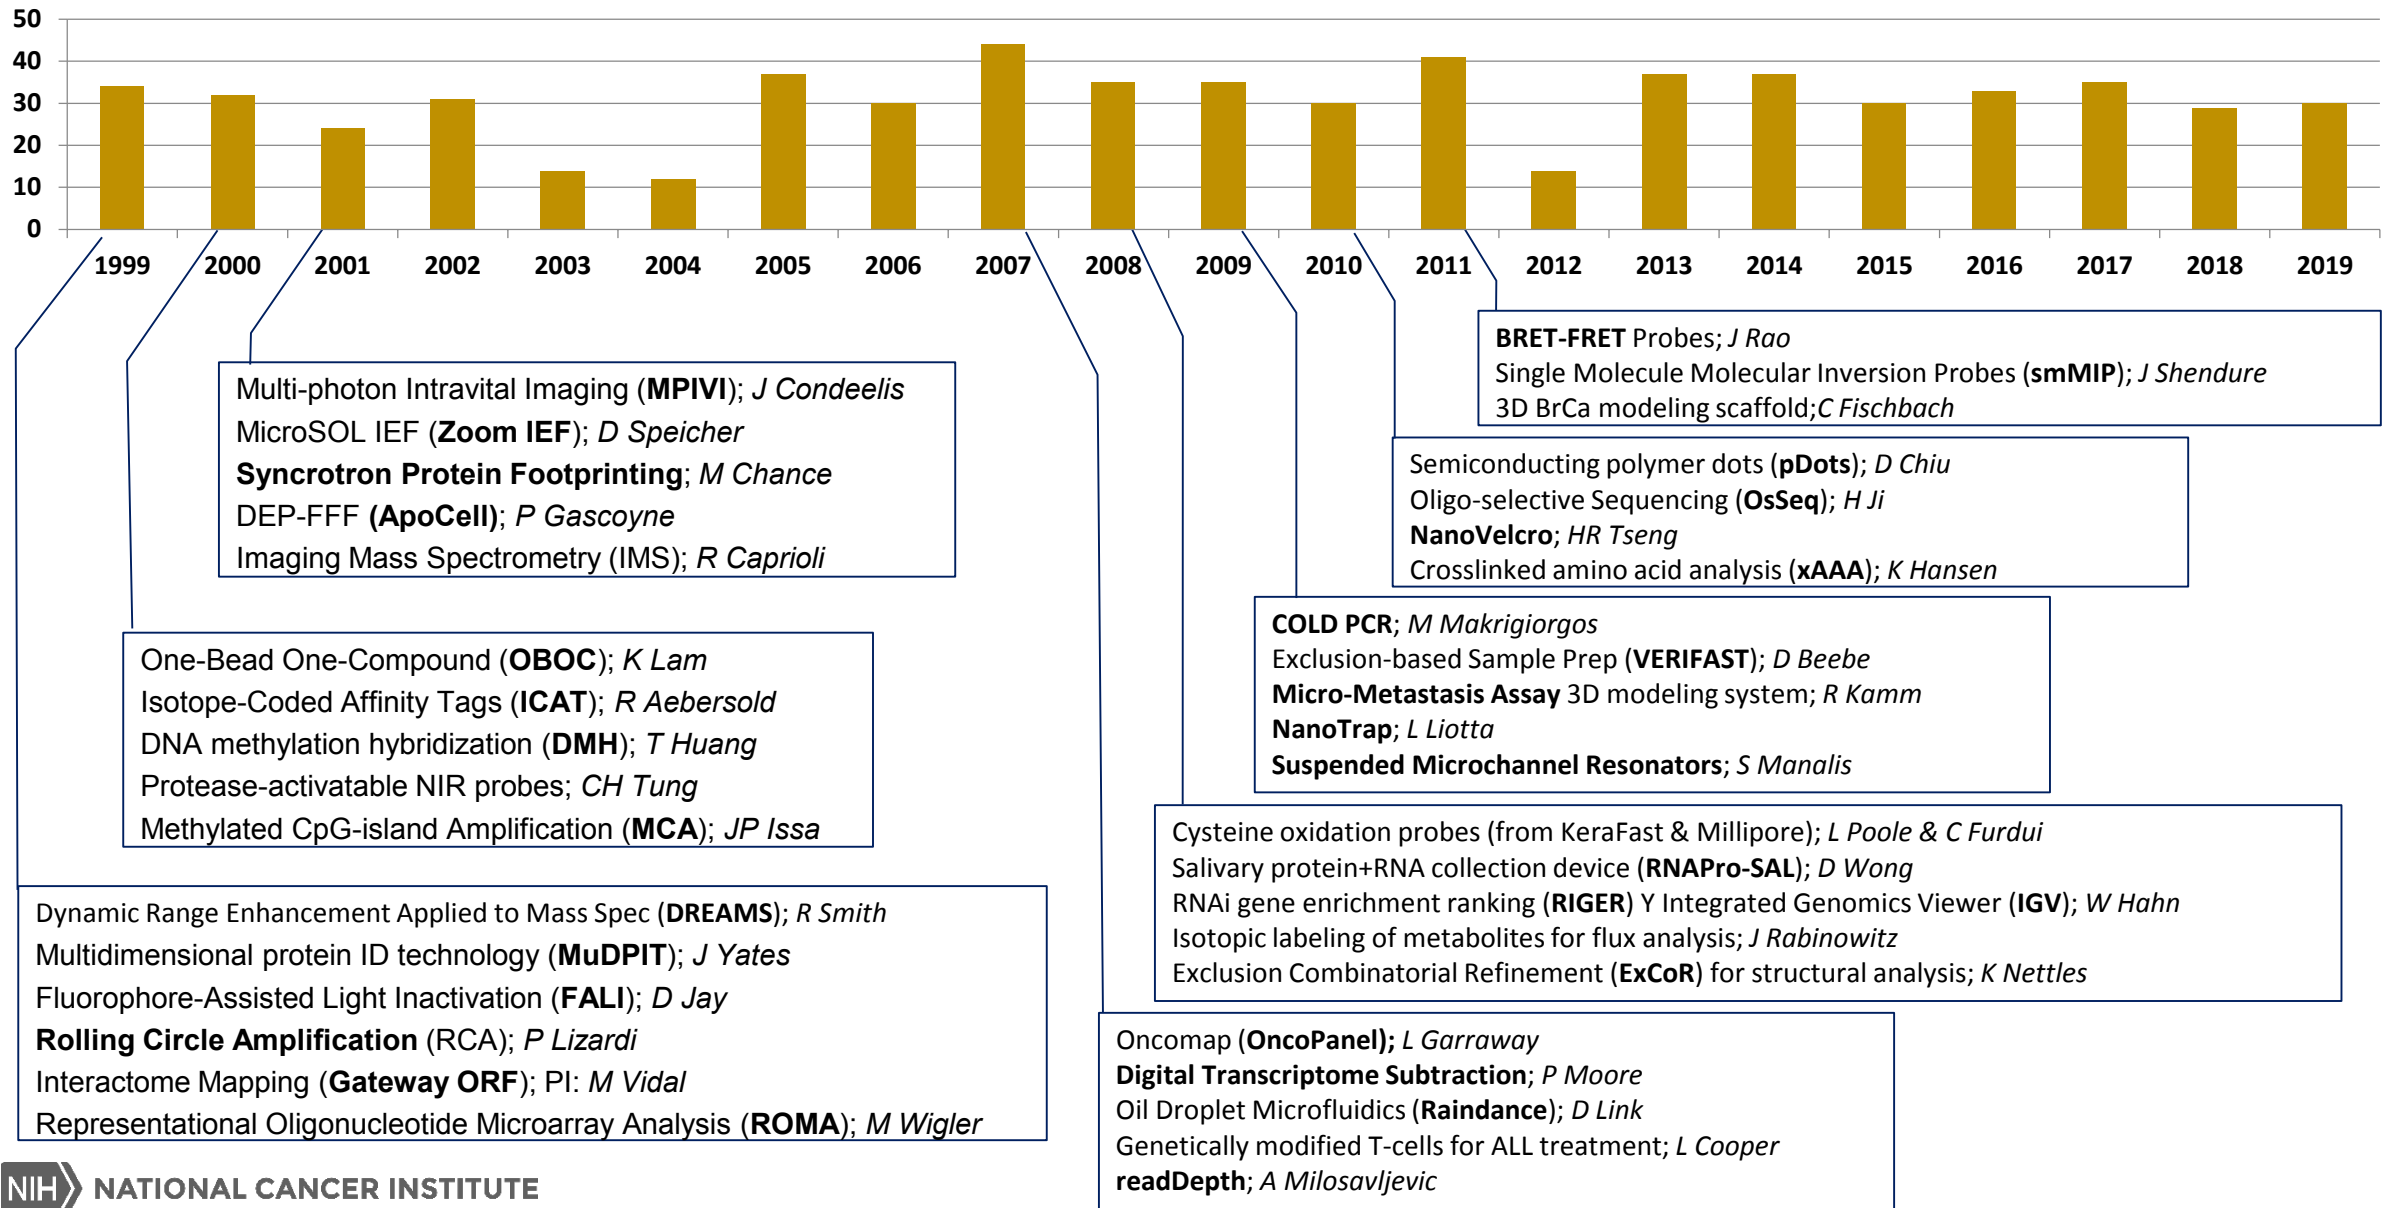 50
40
30
20
10
0
1999 2000 2001 2002 2003 2004 2005 2006 2007 2008 2009 2010 2011 2012 2013 2014 2015 2016 2017 2018 2019
BRET-FRET Probes; J Rao
Single Molecule Molecular Inversion Probes (smMIP); J Shendure
3D BrCa modeling scaffold;C Fischbach
Multi-photon Intravital Imaging (MPIVI); J Condeelis
MicroSOL IEF (Zoom IEF); D Speicher
Syncrotron Protein Footprinting; M Chance
DEP-FFF (ApoCell); P Gascoyne
Imaging Mass Spectrometry (IMS); R Caprioli
Semiconducting polymer dots (pDots); D Chiu
Oligo-selective Sequencing (OsSeq); H Ji
NanoVelcro; HR Tseng
Crosslinked amino acid analysis (xAAA); K Hansen
COLD PCR; M Makrigiorgos
Exclusion-based Sample Prep (VERIFAST); D Beebe
Micro-Metastasis Assay 3D modeling system; R Kamm
NanoTrap; L Liotta
Suspended Microchannel Resonators; S Manalis
One-Bead One-Compound (OBOC); K Lam
Isotope-Coded Affinity Tags (ICAT); R Aebersold
DNA methylation hybridization (DMH); T Huang
Protease-activatable NIR probes; CH Tung
Methylated CpG-island Amplification (MCA); JP Issa
Cysteine oxidation probes (from KeraFast & Millipore); L Poole & C Furdui
Salivary protein+RNA collection device (RNAPro-SAL); D Wong
RNAi gene enrichment ranking (RIGER) Y Integrated Genomics Viewer (IGV); W Hahn
Isotopic labeling of metabolites for flux analysis; J Rabinowitz
Exclusion Combinatorial Refinement (ExCoR) for structural analysis; K Nettles
Dynamic Range Enhancement Applied to Mass Spec (DREAMS); R Smith
Multidimensional protein ID technology (MuDPIT); J Yates
Fluorophore-Assisted Light Inactivation (FALI); D Jay
Rolling Circle Amplification (RCA); P Lizardi
Interactome Mapping (Gateway ORF); PI: M Vidal
Representational Oligonucleotide Microarray Analysis (ROMA); M Wigler
Oncomap (OncoPanel); L Garraway
Digital Transcriptome Subtraction; P Moore
Oil Droplet Microfluidics (Raindance); D Link
Genetically modified T-cells for ALL treatment; L Cooper
readDepth; A Milosavljevic
NIH NATIONAL CANCER INSTITUTE